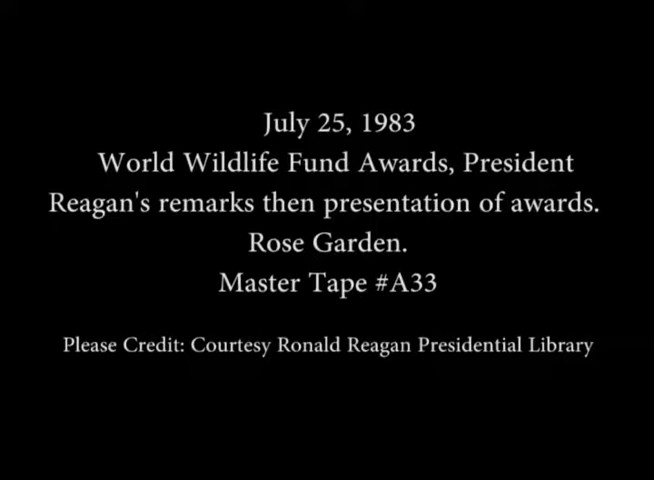 July 25, 1983
World Wildlife Fund Awards, President
Reagan's remarks then presentation of awards.
Rose Garden.
Master Tape #A33
Please Credit: Courtesy Ronald Reagan Presidential Library